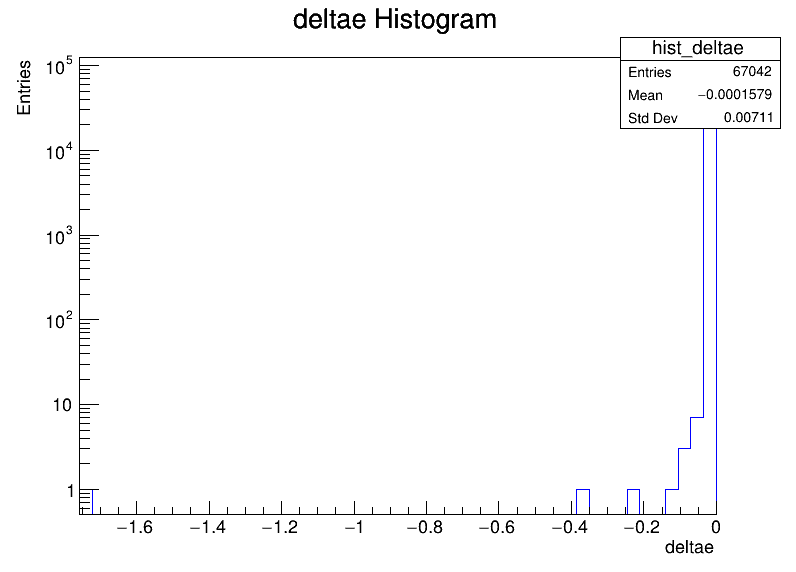 deltae Histogram
hist_deltae
Entries 67042
Mean −0.0001579
Std Dev 0.00711
Entries
10^5
10^4
10^3
10^2
10
1
−1.6 −1.4 −1.2 −1 −0.8 −0.6 −0.4 −0.2 0
deltae